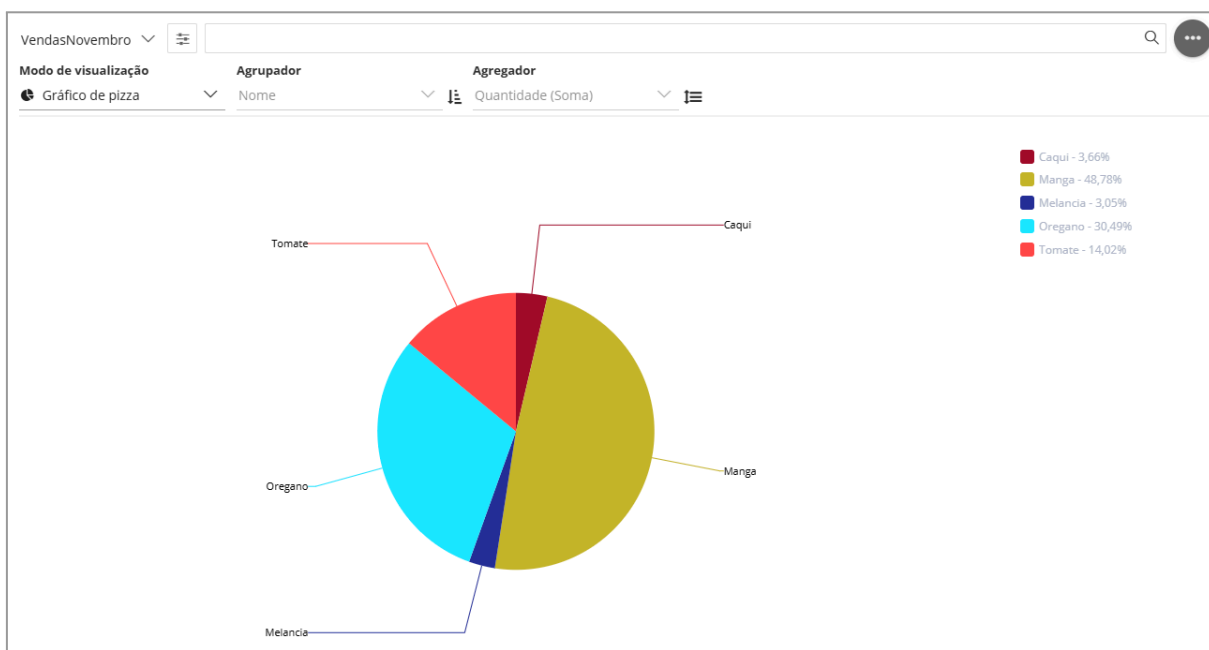 VendasNovembro
Modo de visualização Agrupador Agregador
Gráfico de pizza Nome Quantidade (Soma)
Caqui - 3,66%
Manga - 48,78%
Melancia - 3,05%
Oregano - 30,49%
Tomate - 14,02%
Caqui
Tomate
Manga
Oregano
Melancia